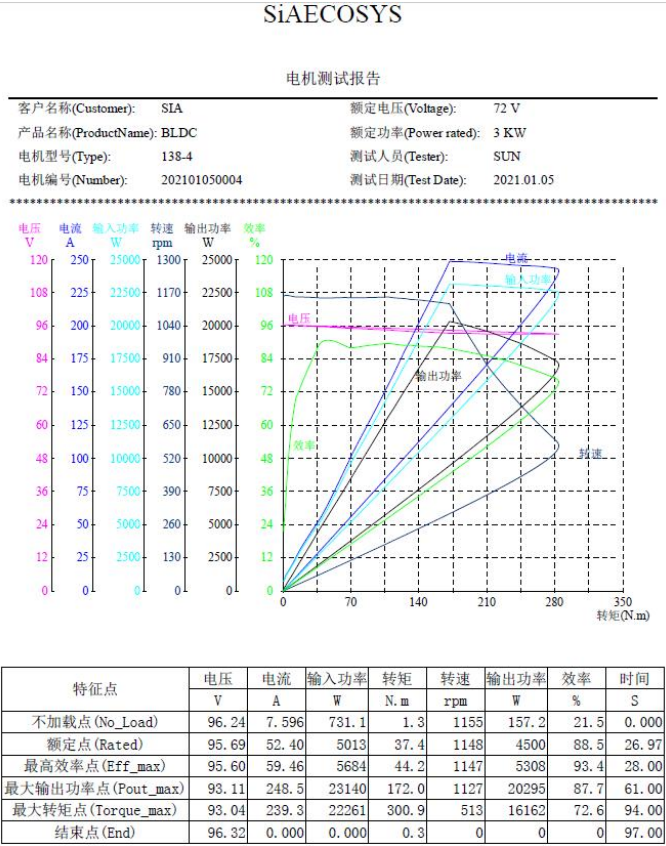 SiAECOSYS
电机测试报告
客户名称(Customer): SIA 额定电压(Voltage): 72 V
产品名称(ProductName): BLDC 额定功率(Power rated): 3 KW
电机型号(Type): 138-4 测试人员(Tester): SUN
电机编号(Number): 202101050004 测试日期(Test Date): 2021.01.05
电压 电流 输入功率 转速 输出功率 效率
V A W rpm W %
120 250 25000 1300 25000 120
108 225 22500 1170 22500 108
96 200 20000 1040 20000 96
84 175 17500 910 17500 84
72 150 15000 780 15000 72
60 125 12500 650 12500 60
48 100 10000 520 10000 48
36 75 7500 390 7500 36
24 50 5000 260 5000 24
12 25 2500 130 2500 12
0 0 0 0 0 0
电流
输入功率
电压
输出功率
效率
转速
0 70 140 210 280 350
转矩(N.m)
特征点 电压 电流 输入功率 转矩 转速 输出功率 效率 时间
V A W N.m rpm W % S
不加载点(No_Load) 96.24 7.596 731.1 1.3 1155 157.2 21.5 0.000
额定点(Rated) 95.69 52.40 5013 37.4 1148 4500 88.5 26.97
最高效率点(Eff_max) 95.60 59.46 5684 44.2 1147 5308 93.4 28.00
最大输出功率点(Pout_max) 93.11 248.5 23140 172.0 1127 20295 87.7 61.00
最大转矩点(Torque_max) 93.04 239.3 22261 300.9 513 16162 72.6 94.00
结束点(End) 96.32 0.000 0.000 0.3 0 0 0 97.00